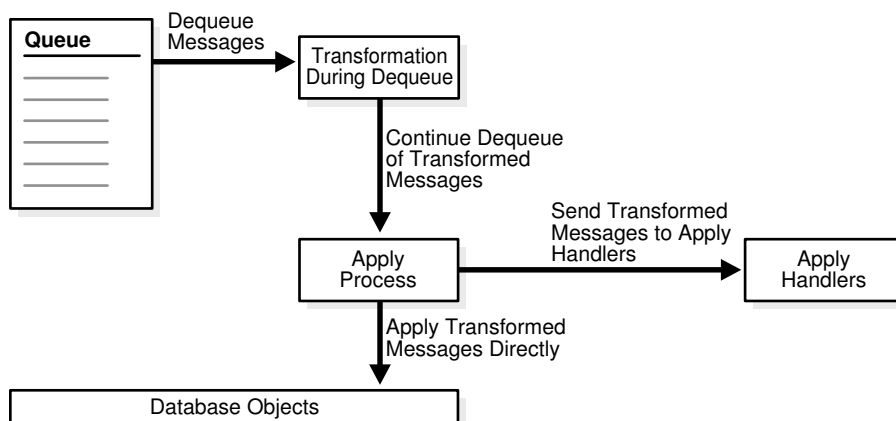 Queue
Dequeue
Messages
Transformation
During Dequeue
Continue Dequeue
of Transformed
Messages
Send Transformed
Messages to Apply
Handlers
Apply
Process
Apply
Handlers
Apply Transformed
Messages Directly
Database Objects